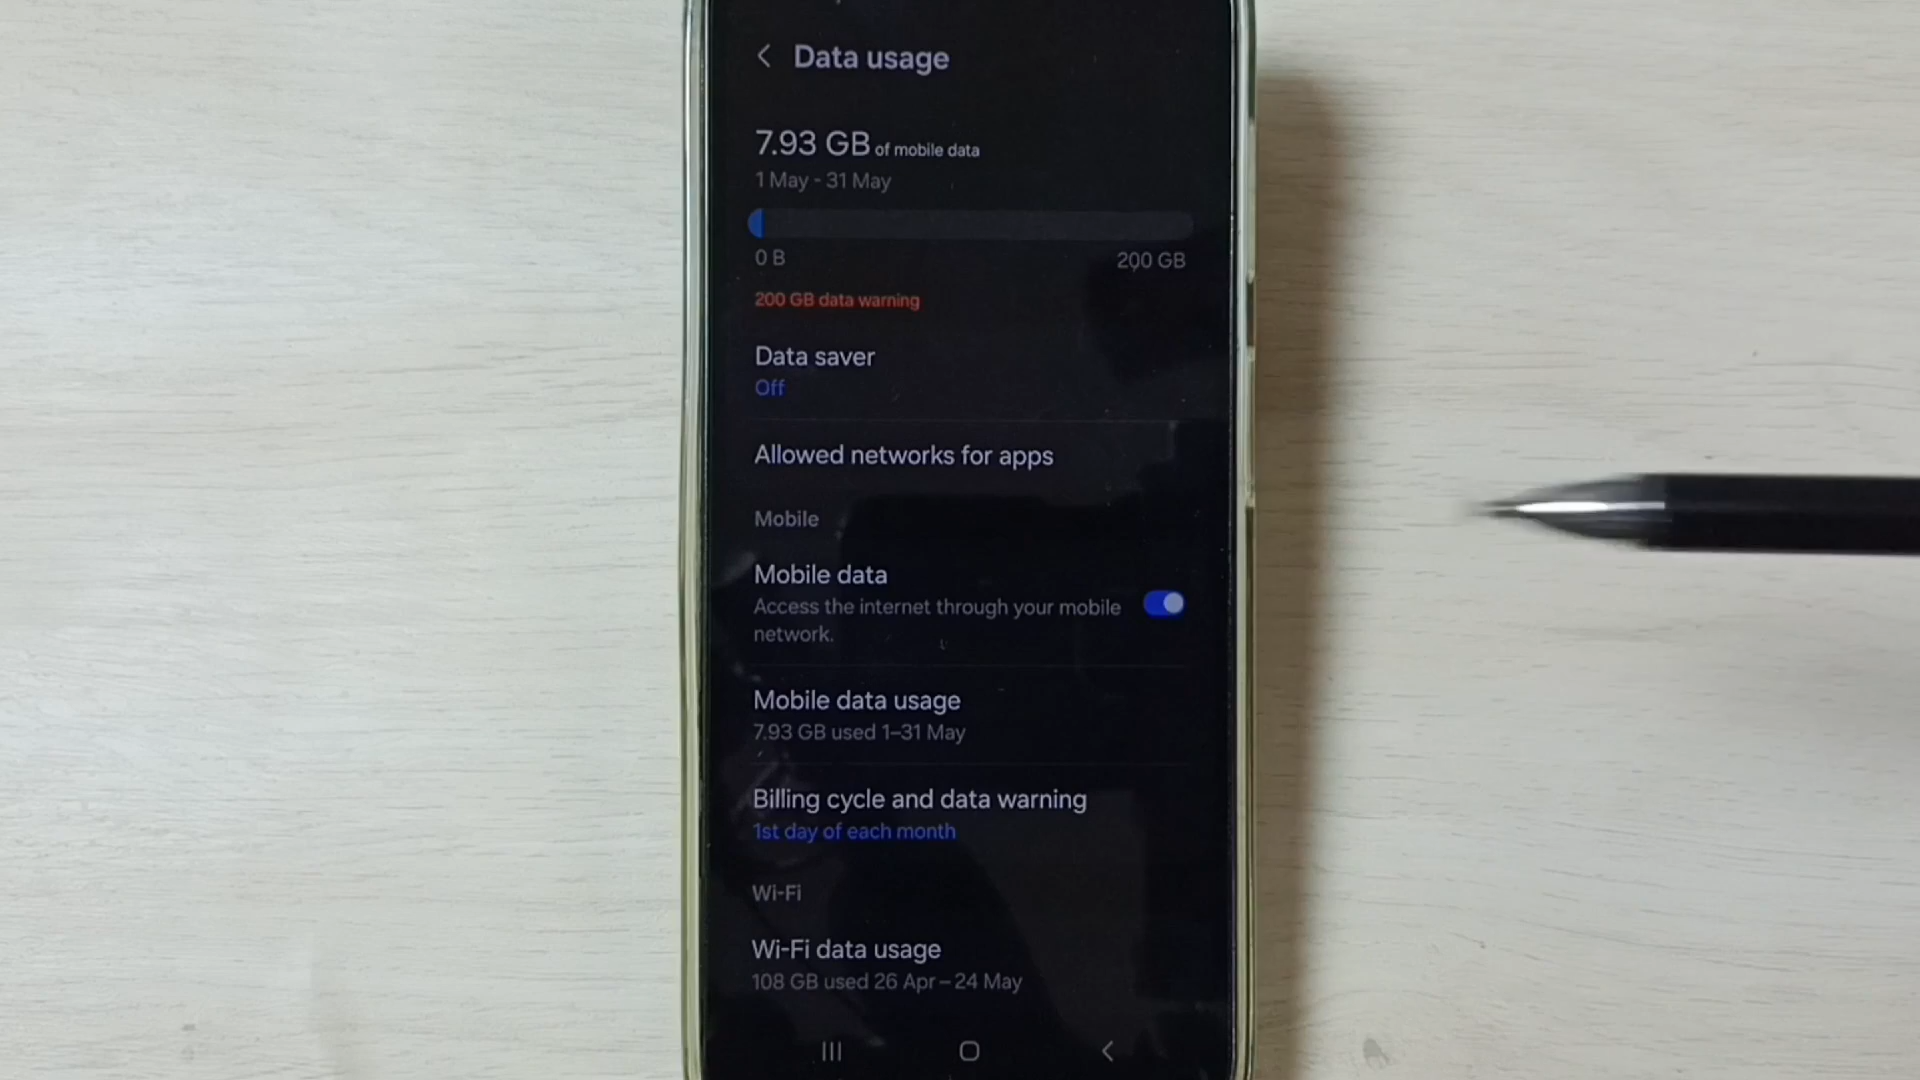 Data usage
7.93 GB of mobile data
1 May - 31 May
0 B 200 GB
200 GB data warning
Data saver
Off
Allowed networks for apps
Mobile
Mobile data
Access the internet through your mobile
network.
Mobile data usage
7.93 GB used 1–31 May
Billing cycle and data warning
1st day of each month
Wi-Fi
Wi-Fi data usage
108 GB used 26 Apr – 24 May